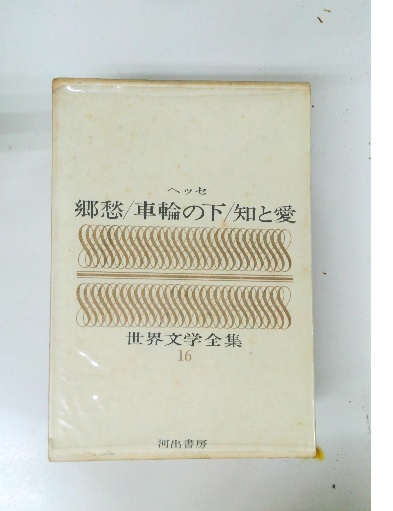 ヘッセ
郷愁/車輪の下/知と愛
世界文学全集
16
河出書房